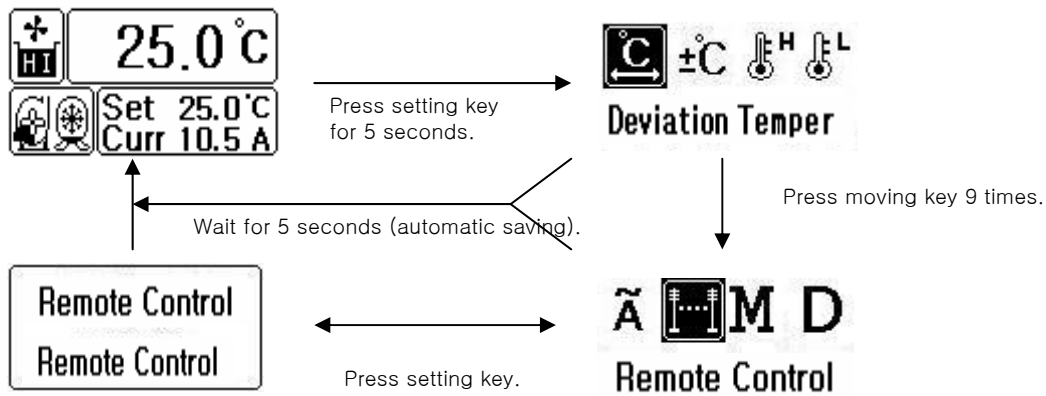 HI
25.0°C
Set 25.0°C
Curr 10.5 A
Press setting key
for 5 seconds.
°C ±°C H L
Deviation Temper
Press moving key 9 times.
Wait for 5 seconds (automatic saving).
Remote Control
Remote Control
Press setting key.
Ã M D
Remote Control